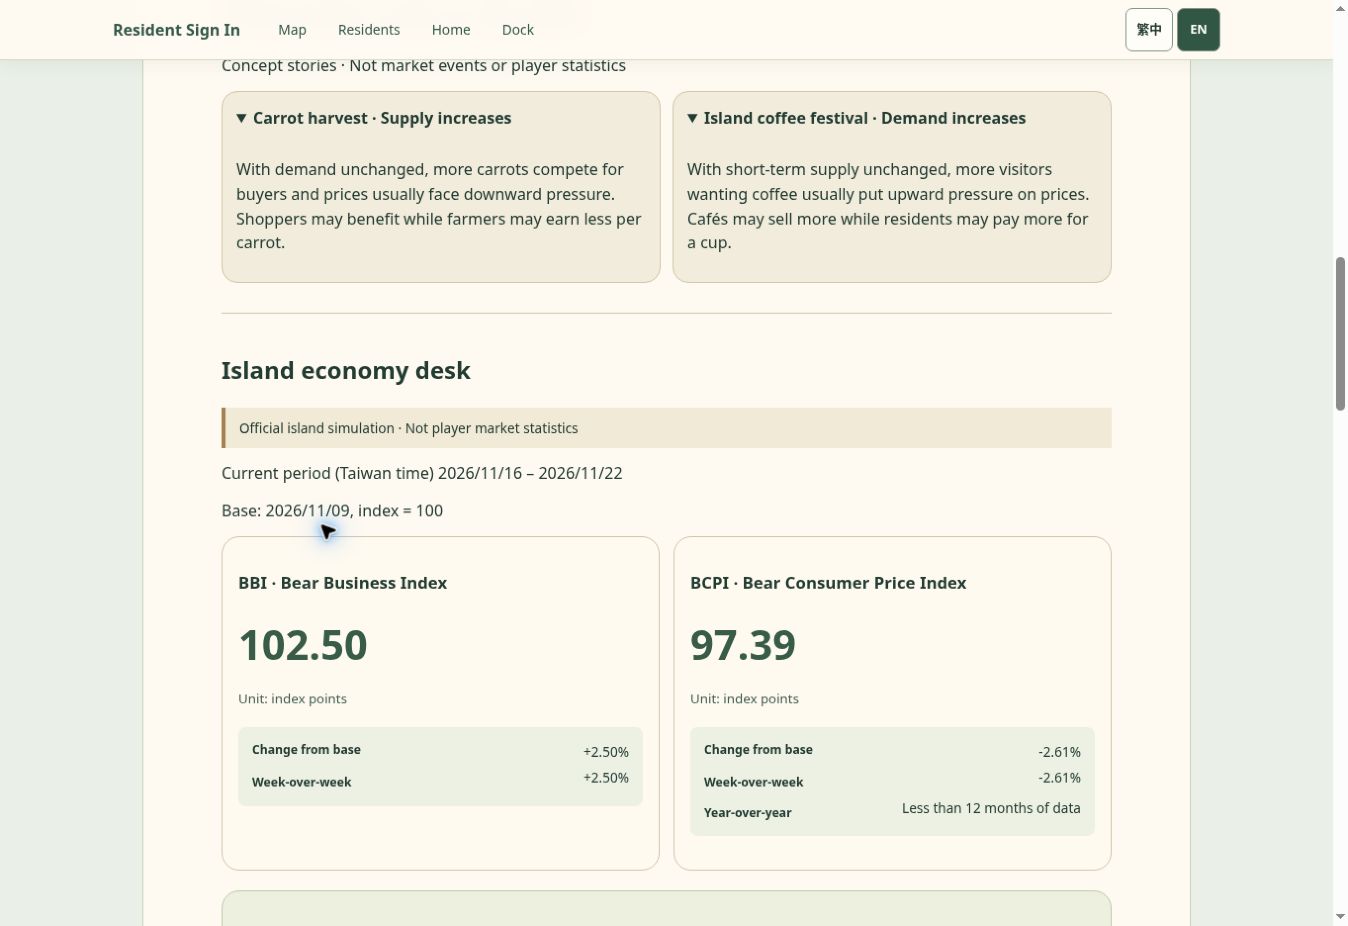 Resident Sign In
Map
Residents
Home
Dock
繁中
EN
Concept stories · Not market events or player statistics
▼ Carrot harvest · Supply increases
With demand unchanged, more carrots compete for
buyers and prices usually face downward pressure.
Shoppers may benefit while farmers may earn less per
carrot.
▼ Island coffee festival · Demand increases
With short-term supply unchanged, more visitors
wanting coffee usually put upward pressure on prices.
Cafés may sell more while residents may pay more for
a cup.
Island economy desk
Official island simulation · Not player market statistics
Current period (Taiwan time) 2026/11/16 – 2026/11/22
Base: 2026/11/09, index = 100
BBI · Bear Business Index
102.50
Unit: index points
Change from base +2.50%
Week-over-week +2.50%
BCPI · Bear Consumer Price Index
97.39
Unit: index points
Change from base -2.61%
Week-over-week -2.61%
Year-over-year Less than 12 months of data